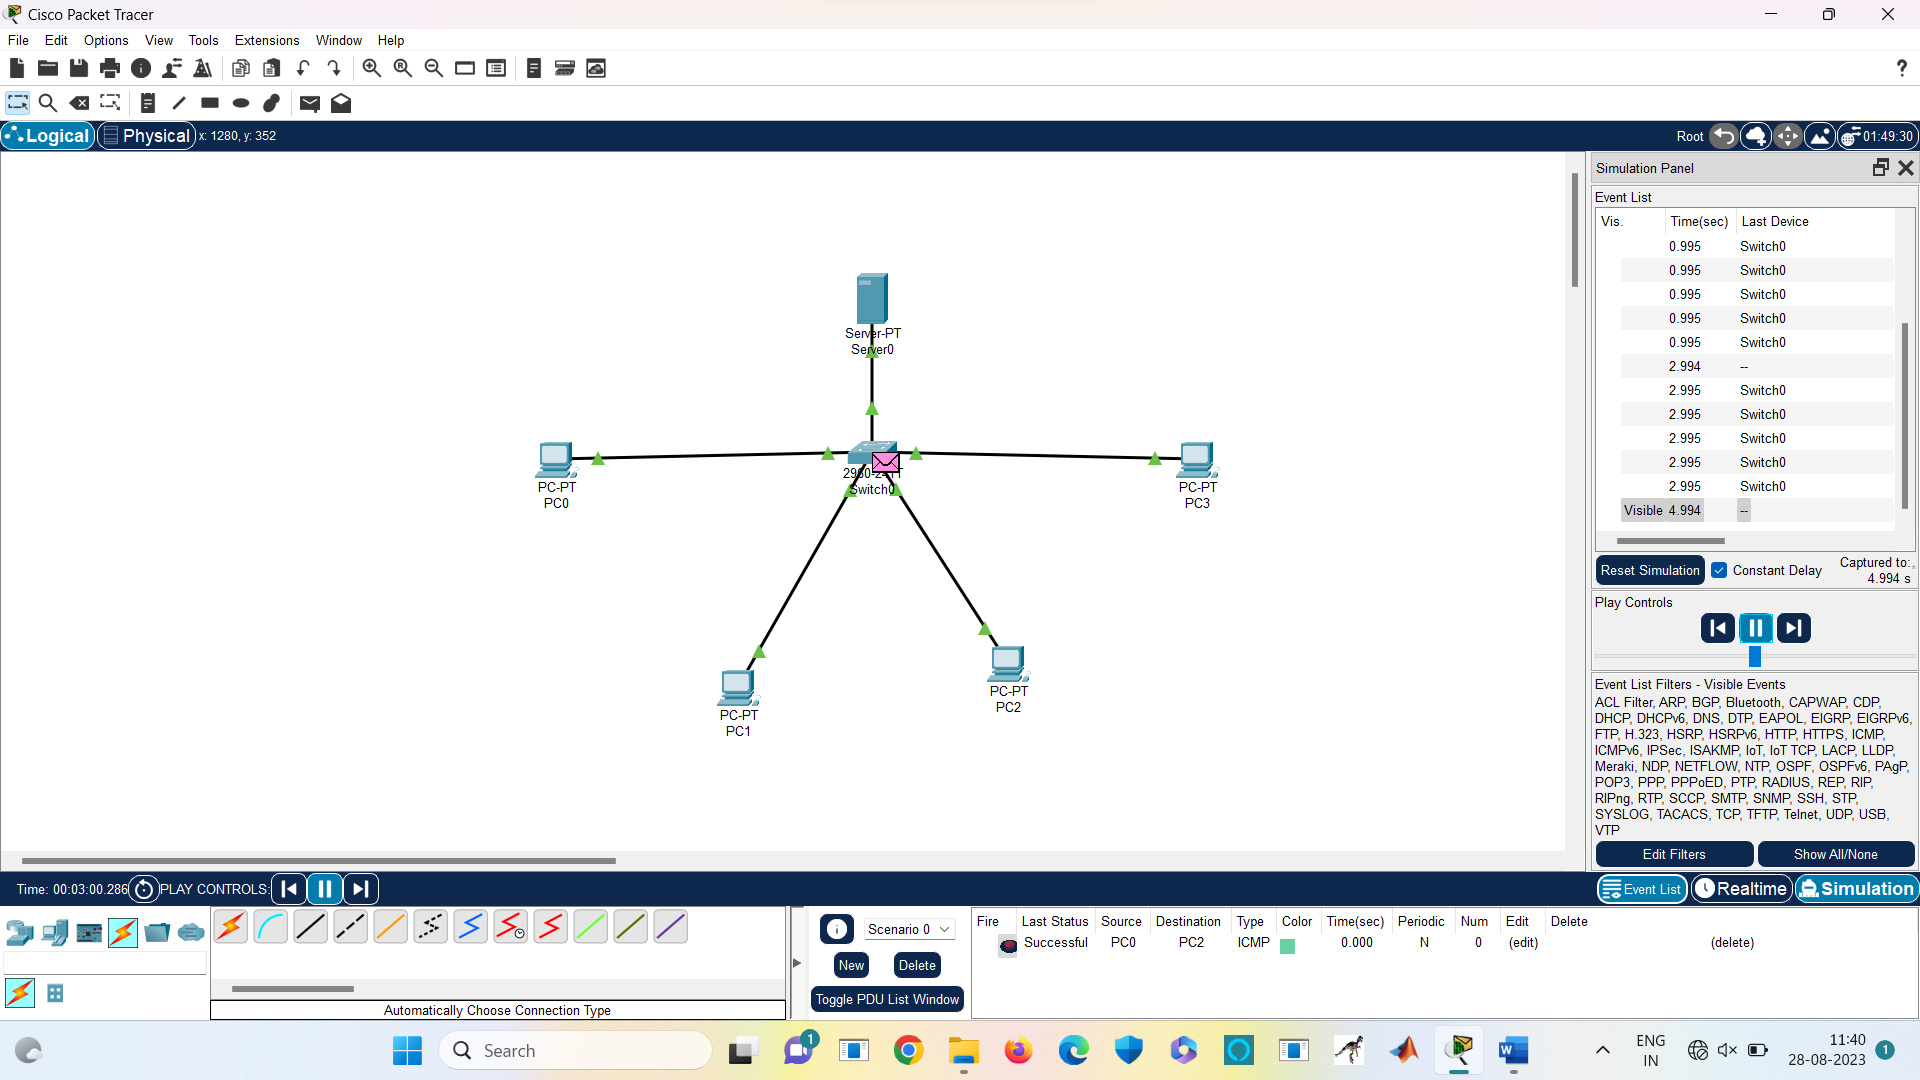 Cisco Packet Tracer
File Edit Options View Tools Extensions Window Help
?
Logical Physical x: 1280, y: 352
Root 01:49:30
Server-PT
Server0
PC-PT
PC0
Switch0
PC-PT
PC3
PC-PT
PC1
PC-PT
PC2
Simulation Panel
Event List
Vis. Time(sec) Last Device
0.995 Switch0
0.995 Switch0
0.995 Switch0
0.995 Switch0
0.995 Switch0
2.994 --
2.995 Switch0
2.995 Switch0
2.995 Switch0
2.995 Switch0
2.995 Switch0
Visible 4.994 --
Reset Simulation Constant Delay Captured to:
4.994 s
Play Controls
Event List Filters - Visible Events
ACL Filter, ARP, BGP, Bluetooth, CAPWAP, CDP,
DHCP, DHCPv6, DNS, DTP, EAPOL, EIGRP, EIGRPv6,
FTP, H.323, HSRP, HSRPv6, HTTP, HTTPS, ICMP,
ICMPv6, IPSec, ISAKMP, IoT, IoT TCP, LACP, LLDP,
Meraki, NDP, NETFLOW, NTP, OSPF, OSPFv6, PAgP,
POP3, PPP, PPPoED, PTP, RADIUS, REP, RIP,
RIPng, RTP, SCCP, SMTP, SNMP, SSH, STP,
SYSLOG, TACACS, TCP, TFTP, Telnet, UDP, USB,
VTP
Edit Filters Show All/None
Time: 00:03:00.286 PLAY CONTROLS:
Event List Realtime Simulation
Scenario 0
New Delete
Toggle PDU List Window
Automatically Choose Connection Type
Fire Last Status Source Destination Type Color Time(sec) Periodic Num Edit Delete
Successful PC0 PC2 ICMP 0.000 N 0 (edit) (delete)
Search
1
ENG
IN
11:40
28-08-2023
1